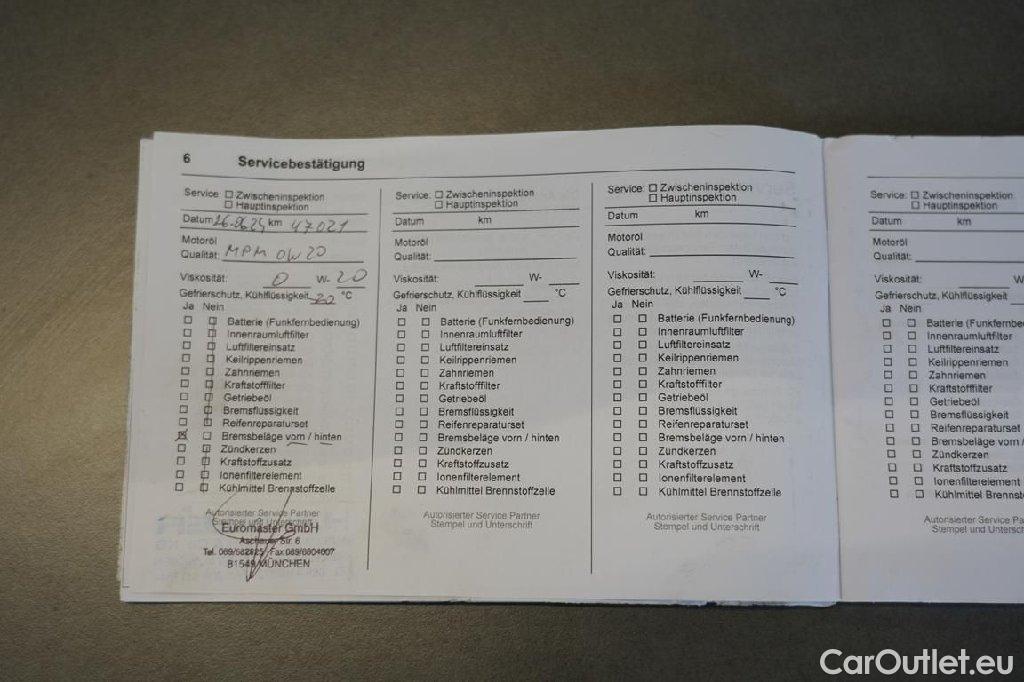 6 Servicebestätigung
Service: ☐ Zwischeninspektion
☐ Hauptinspektion
Datum km 47021
Motoröl
Qualität: MPM 0W20
Viskosität: 0 W- 20
Gefrierschutz, Kühlflüssigkeit -20 °C
Ja Nein
Batterie (Funkfernbedienung)
Innenraumluftfilter
Luftfiltereinsatz
Keilrippenriemen
Zahnriemen
Kraftstofffilter
Getriebeöl
Bremsflüssigkeit
Reifenreparaturset
Bremsbeläge vorn / hinten
Zündkerzen
Kraftstoffzusatz
Ionenfilterelement
Kühlmittel Brennstoffzelle
Autorisierter Service Partner
Stempel und Unterschrift
Euromaster GmbH
Str. 6
81549 MÜNCHEN
Service: ☐ Zwischeninspektion
☐ Hauptinspektion
Datum km
Motoröl
Qualität:
Viskosität: W-
Gefrierschutz, Kühlflüssigkeit °C
Ja Nein
Batterie (Funkfernbedienung)
Innenraumluftfilter
Luftfiltereinsatz
Keilrippenriemen
Zahnriemen
Kraftstofffilter
Getriebeöl
Bremsflüssigkeit
Reifenreparaturset
Bremsbeläge vorn / hinten
Zündkerzen
Kraftstoffzusatz
Ionenfilterelement
Kühlmittel Brennstoffzelle
Autorisierter Service Partner
Stempel und Unterschrift
Service: ☐ Zwischeninspektion
☐ Hauptinspektion
Datum km
Motoröl
Qualität:
Viskosität: W-
Gefrierschutz, Kühlflüssigkeit °C
Ja Nein
Batterie (Funkfernbedienung)
Innenraumluftfilter
Luftfiltereinsatz
Keilrippenriemen
Zahnriemen
Kraftstofffilter
Getriebeöl
Bremsflüssigkeit
Reifenreparaturset
Bremsbeläge vorn / hinten
Zündkerzen
Kraftstoffzusatz
Ionenfilterelement
Kühlmittel Brennstoffzelle
Autorisierter Service Partner
Stempel und Unterschrift
Service: ☐ Zwischeninspektion
☐ Hauptinspektion
Datum km
Motoröl
Qualität:
Viskosität: W-
Gefrierschutz, Kühlflüssigkeit
Ja Nein
Batterie (Funkfernbe
Innenraumluftfilter
Luftfiltereinsatz
Keilrippenriemen
Zahnriemen
Kraftstofffilter
Getriebeöl
Bremsflüssigkeit
Reifenreparaturset
Bremsbeläge vorn /
Zündkerzen
Kraftstoffzusatz
Ionenfilterelement
Kühlmittel Brennst
Autorisierter Service Pa
Stempel und Untersch
CarOutlet.eu